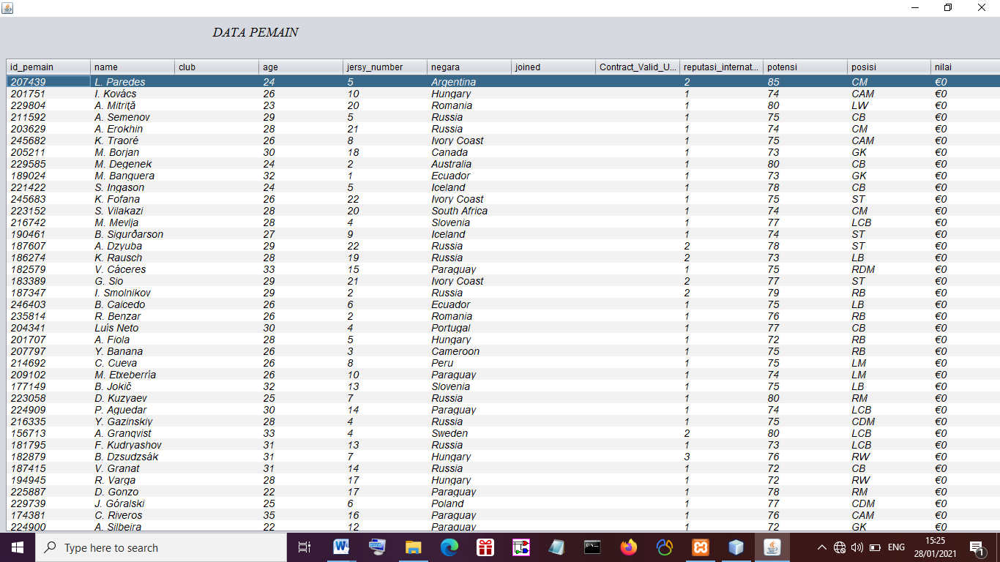 DATA PEMAIN
id_pemain name club age jersy_number negara joined Contract_Valid_U... reputasi_internat... potensi posisi nilai
207439 L. Paredes 24 5 Argentina 2 85 CM €0
201751 I. Kovács 26 10 Hungary 1 74 CAM €0
229804 A. Mitriță 23 20 Romania 1 80 LW €0
211592 A. Semenov 29 5 Russia 1 75 CB €0
203629 A. Erokhin 28 21 Russia 1 74 CM €0
245682 K. Traoré 26 8 Ivory Coast 1 75 CAM €0
205211 M. Borjan 30 18 Canada 1 73 GK €0
229585 M. Degenek 24 2 Australia 1 80 CB €0
189024 M. Banguera 32 1 Ecuador 1 73 GK €0
221422 S. Ingason 24 5 Iceland 1 78 CB €0
245683 K. Fofana 26 22 Ivory Coast 1 75 ST €0
223152 S. Vilakazi 28 20 South Africa 1 74 CM €0
216742 M. Mevlja 28 4 Slovenia 1 77 LCB €0
190461 B. Sigurðarson 27 9 Iceland 1 74 ST €0
187607 A. Dzyuba 29 22 Russia 2 78 ST €0
186274 K. Rausch 28 19 Russia 2 73 LB €0
182579 V. Cáceres 33 15 Paraguay 1 75 RDM €0
183389 G. Sio 29 21 Ivory Coast 2 77 ST €0
187347 I. Smolnikov 29 2 Russia 2 79 RB €0
246403 B. Caicedo 26 6 Ecuador 1 75 LB €0
235814 R. Benzar 26 2 Romania 1 76 RB €0
204341 Luís Neto 30 4 Portugal 1 77 CB €0
201707 A. Fiola 28 5 Hungary 1 72 RB €0
207797 Y. Banana 26 3 Cameroon 1 75 RB €0
214692 C. Cueva 26 8 Peru 1 75 LM €0
209102 M. Etxeberría 26 10 Paraguay 1 74 LM €0
177149 B. Jokič 32 13 Slovenia 1 75 LB €0
223058 D. Kuzyaev 25 7 Russia 1 80 RM €0
224909 P. Aguedar 30 14 Paraguay 1 74 LCB €0
216335 Y. Gazinskiy 28 4 Russia 1 75 CDM €0
156713 A. Granqvist 33 4 Sweden 2 80 LCB €0
181795 F. Kudryashov 31 13 Russia 1 73 LCB €0
182879 B. Dzsudzsák 31 7 Hungary 3 76 RW €0
187415 V. Granat 31 14 Russia 1 72 CB €0
194945 R. Varga 28 17 Hungary 1 72 RW €0
225887 D. Gonzo 22 17 Paraguay 1 78 RM €0
229739 J. Góralski 25 6 Poland 1 77 CDM €0
174381 C. Riveros 35 16 Paraguay 1 76 CAM €0
224900 A. Silbeira 22 12 Paraguay 1 72 GK €0
Type here to search
ENG
15:25
28/01/2021
1